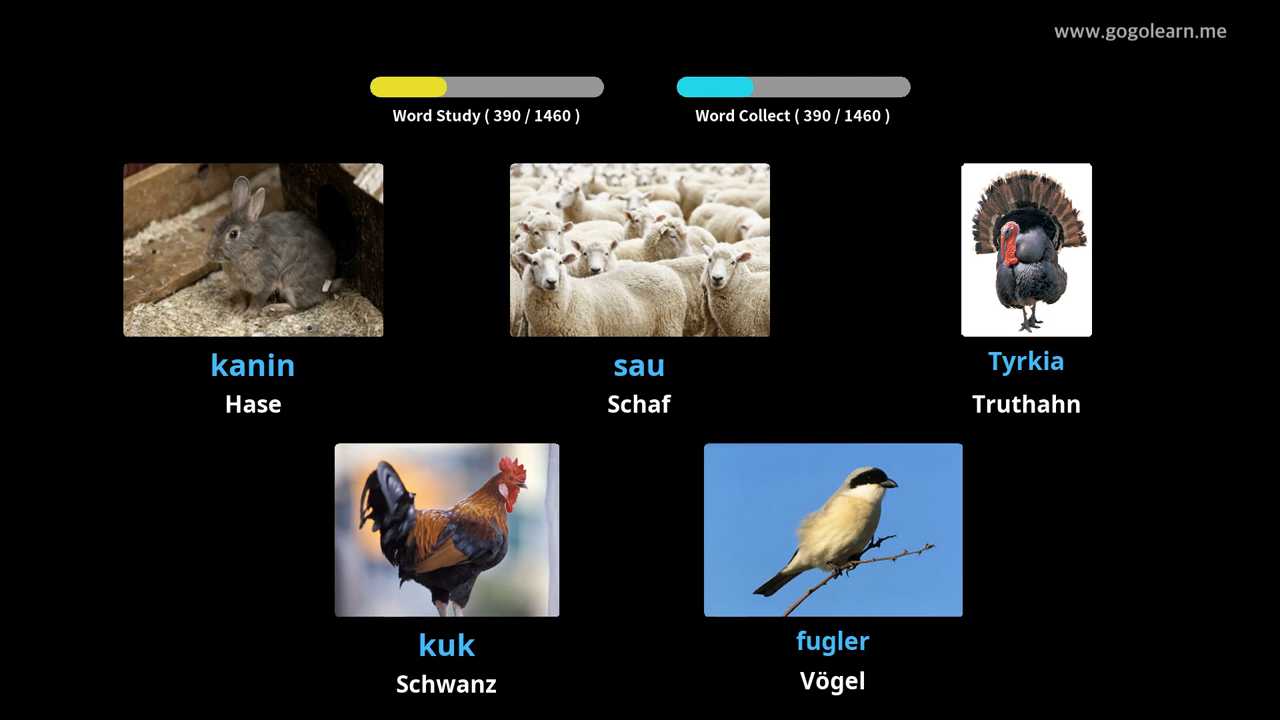 www.gogolearn.me
Word Study ( 390 / 1460 )
Word Collect ( 390 / 1460 )
kanin
Hase
sau
Schaf
Tyrkia
Truthahn
kuk
Schwanz
fugler
Vögel